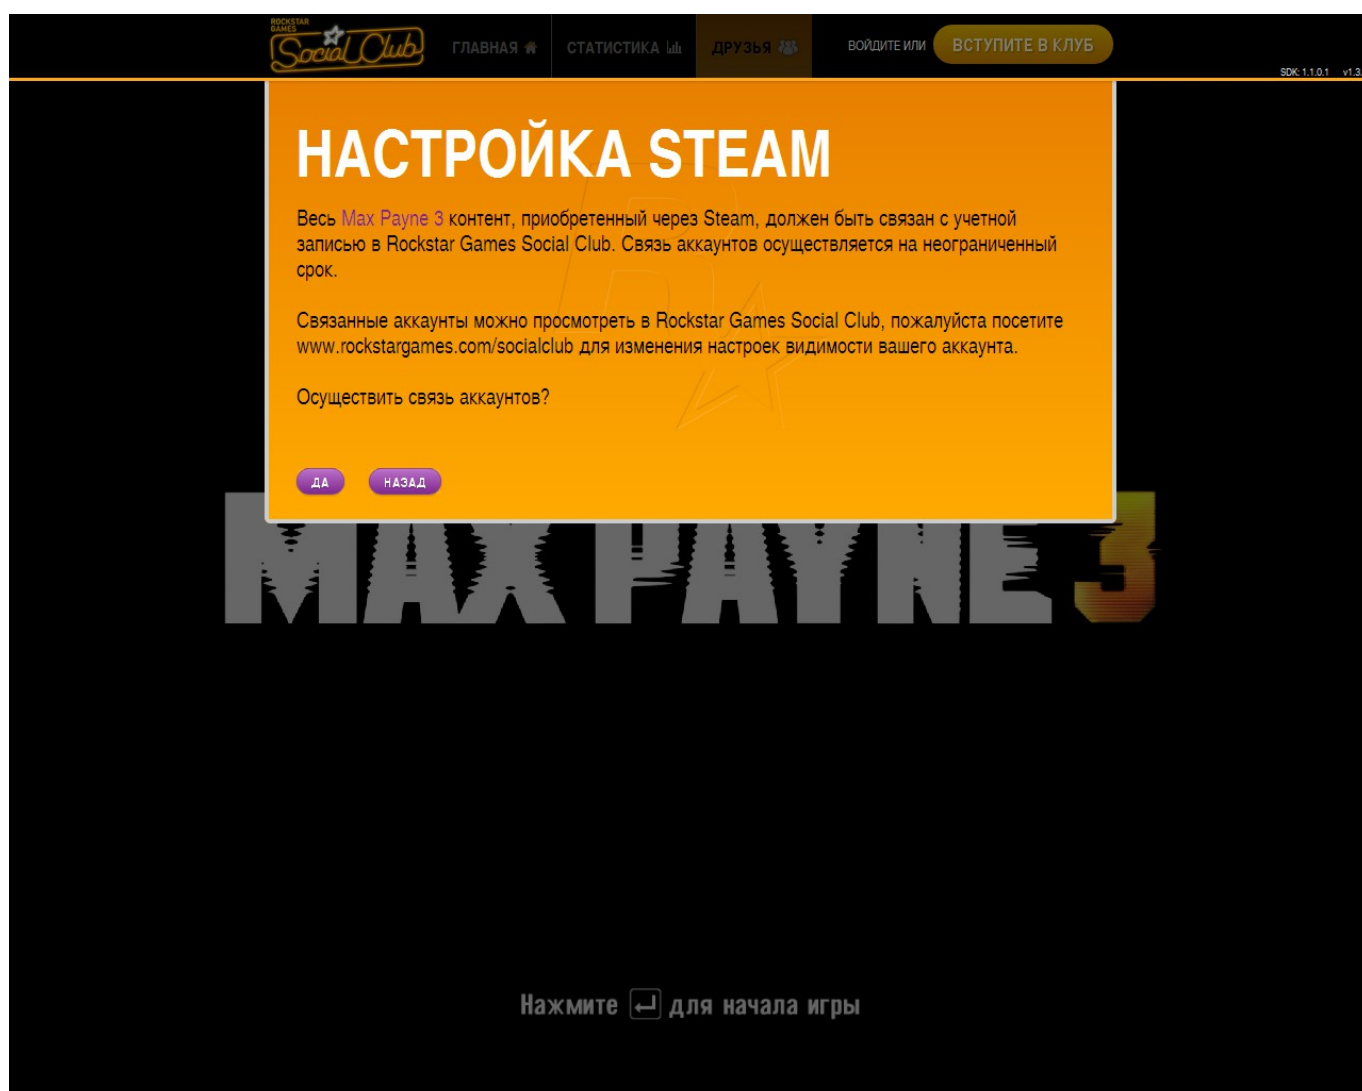 ROCKSTAR
GAMES
Social Club
ГЛАВНАЯ
СТАТИСТИКА
ДРУЗЬЯ
ВОЙДИТЕ ИЛИ
ВСТУПИТЕ В КЛУБ
SDK: 1.1.0.1 v1.3.
НАСТРОЙКА STEAM
Весь Max Payne 3 контент, приобретенный через Steam, должен быть связан с учетной
записью в Rockstar Games Social Club. Связь аккаунтов осуществляется на неограниченный
срок.
Связанные аккаунты можно просмотреть в Rockstar Games Social Club, пожалуйста посетите
www.rockstargames.com/socialclub для изменения настроек видимости вашего аккаунта.
Осуществить связь аккаунтов?
ДА
НАЗАД
MAX PAYNE 3
Нажмите для начала игры